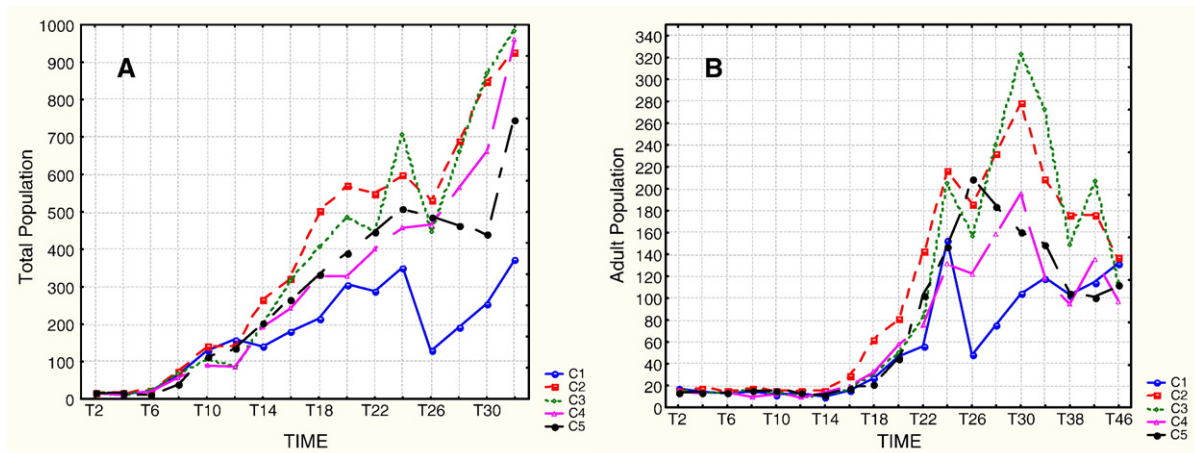 A
Total Population
1000
900
800
700
600
500
400
300
200
100
0
T2 T6 T10 T14 T18 T22 T26 T30
TIME
C1
C2
C3
C4
C5
B
Adult Population
340
320
300
280
260
240
220
200
180
160
140
120
100
80
60
40
20
0
T2 T6 T10 T14 T18 T22 T26 T30 T38 T46
TIME
C1
C2
C3
C4
C5